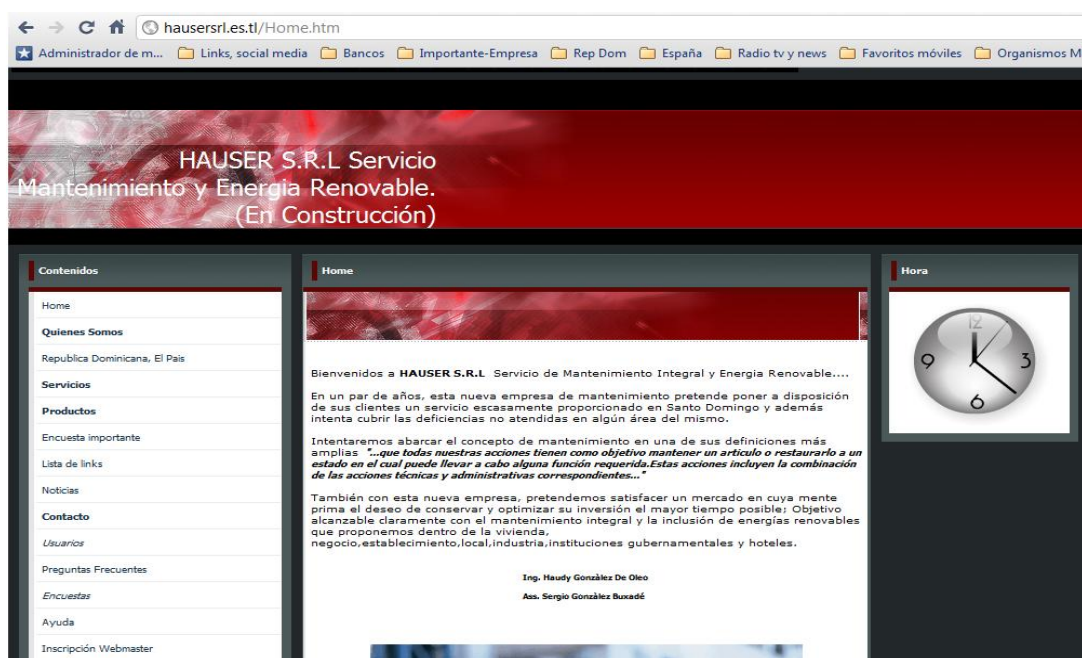 hausersrl.es.tl/Home.htm
Administrador de m... Links, social media Bancos Importante-Empresa Rep Dom España Radio tv y news Favoritos móviles Organismos M
HAUSER S.R.L Servicio
Mantenimiento y Energia Renovable.
(En Construcción)
Contenidos
Home
Quienes Somos
Republica Dominicana, El Pais
Servicios
Productos
Encuesta importante
Lista de links
Noticias
Contacto
Usuarios
Preguntas Frecuentes
Encuestas
Ayuda
Inscripción Webmaster
Home
Bienvenidos a HAUSER S.R.L Servicio de Mantenimiento Integral y Energia Renovable....
En un par de años, esta nueva empresa de mantenimiento pretende poner a disposición
de sus clientes un servicio escasamente proporcionado en Santo Domingo y además
intenta cubrir las deficiencias no atendidas en algún área del mismo.
Intentaremos abarcar el concepto de mantenimiento en una de sus definiciones más
amplias "...que todas nuestras acciones tienen como objetivo mantener un articulo o restaurarlo a un
estado en el cual puede llevar a cabo alguna función requerida.Estas acciones incluyen la combinación
de las acciones técnicas y administrativas correspondientes..."
También con esta nueva empresa, pretendemos satisfacer un mercado en cuya mente
prima el deseo de conservar y optimizar su inversión el mayor tiempo posible; Objetivo
alcanzable claramente con el mantenimiento integral y la inclusión de energías renovables
que proponemos dentro de la vivienda,
negocio,establecimiento,local,industria,instituciones gubernamentales y hoteles.
Ing. Haudy Gonzàlez De Oleo
Ass. Sergio Gonzàlez Buxadé
Hora
12
9 3
6